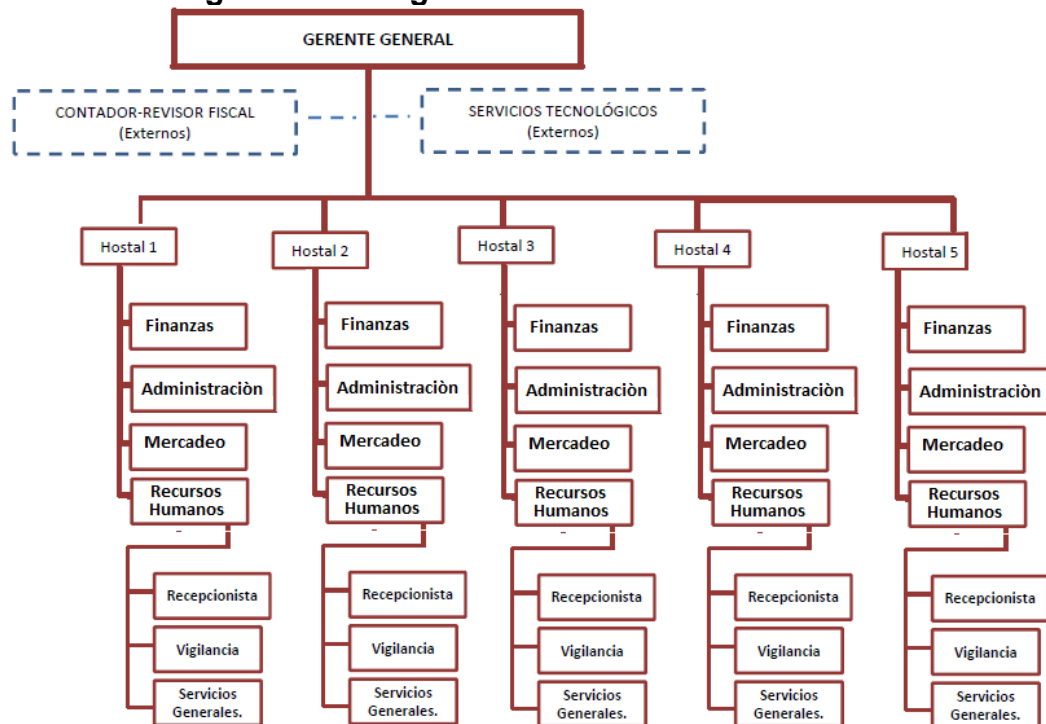 GERENTE GENERAL
CONTADOR-REVISOR FISCAL
(Externos)
SERVICIOS TECNOLÓGICOS
(Externos)
Hostal 1
Hostal 2
Hostal 3
Hostal 4
Hostal 5
Finanzas
Finanzas
Finanzas
Finanzas
Finanzas
Administraciòn
Administraciòn
Administraciòn
Administraciòn
Administraciòn
Mercadeo
Mercadeo
Mercadeo
Mercadeo
Mercadeo
Recursos
Humanos
Recursos
Humanos
Recursos
Humanos
Recursos
Humanos
Recursos
Humanos
Recepcionista
Recepcionista
Recepcionista
Recepcionista
Recepcionista
Vigilancia
Vigilancia
Vigilancia
Vigilancia
Vigilancia
Servicios
Generales.
Servicios
Generales.
Servicios
Generales.
Servicios
Generales.
Servicios
Generales.